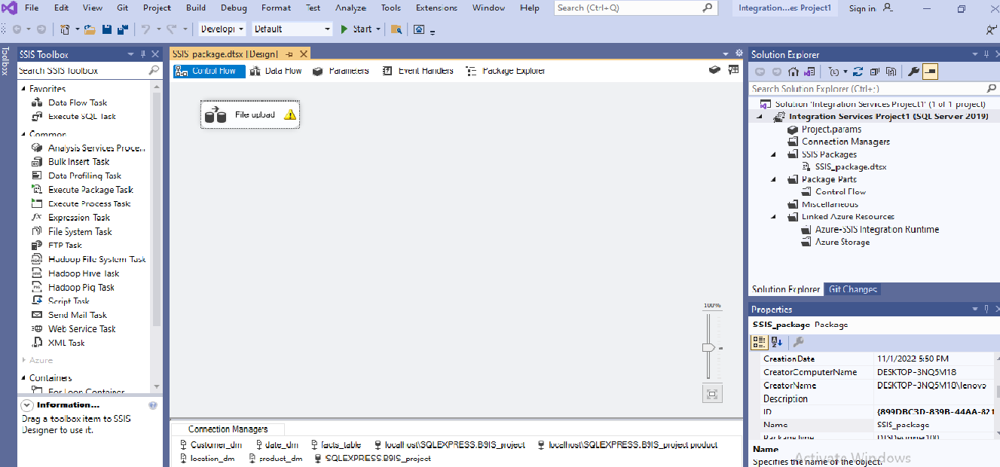 File Edit View Git Project Build Debug Format Test Analyze Tools Extensions Window Help Search (Ctrl+Q) Integration...es Project1 Sign in
Developi Default Start
Toolbox
SSIS Toolbox
Search SSIS Toolbox
Favorites
Data Flow Task
Execute SQL Task
Common
Analysis Services Proce...
Bulk Insert Task
Data Profiling Task
Execute Package Task
Execute Process Task
Expression Task
File System Task
FTP Task
Hadoop File System Task
Hadoop Hive Task
Hadoop Pig Task
Script Task
Send Mail Task
Web Service Task
XML Task
Azure
Containers
For Loop Container
Information...
Drag a toolbox item to SSIS
Designer to use it.
SSIS_package.dtsx [Design]
Control Flow Data Flow Parameters Event Handlers Package Explorer
File upload
100%
Connection Managers
Customer_dm date_dm facts_table localhost\SQLEXPRESS.B9IS_project localhost\SQLEXPRESS.B9IS_project product
location_dm product_dm \SQLEXPRESS.B9IS_project
Solution Explorer
Search Solution Explorer (Ctrl+;)
Solution 'Integration Services Project1' (1 of 1 project)
Integration Services Project1 (SQL Server 2019)
Project.params
Connection Managers
SSIS Packages
SSIS_package.dtsx
Package Parts
Control Flow
Miscellaneous
Linked Azure Resources
Azure-SSIS Integration Runtime
Azure Storage
Solution Explorer Git Changes
Properties
SSIS_package Package
CreationDate 11/1/2022 5:50 PM
CreatorComputerName DESKTOP-3NQ5M18
CreatorName DESKTOP-3NQ5M18\lenovo
Description
ID {899DBC3D-839B-44AA-821
Name SSIS_package
PackageType DTSDesigner100
Name
Specifies the name of the object.
Activate Windows